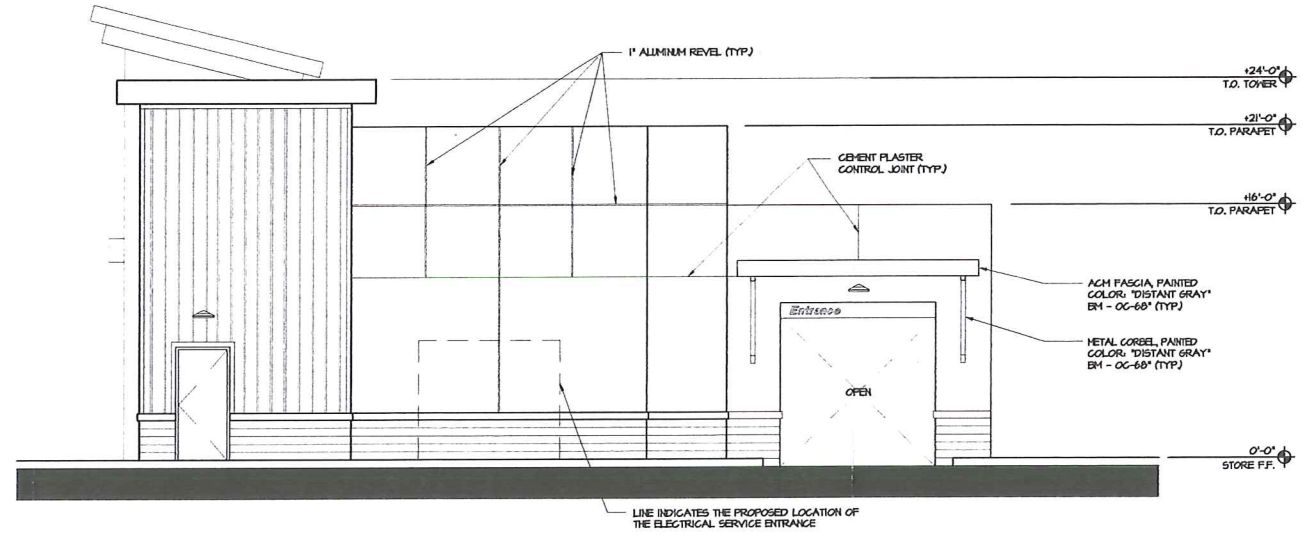 1" ALUMINUM REVEL (TYP.)
+24'-0"
T.O. TOWER
+21'-0"
T.O. PARAPET
CEMENT PLASTER
CONTROL JOINT (TYP.)
+16'-0"
T.O. PARAPET
ACM FASCIA, PAINTED
COLOR: "DISTANT GRAY"
BM - OC-68" (TYP.)
Entrance
METAL CORBEL, PAINTED
COLOR: "DISTANT GRAY"
BM - OC-68" (TYP.)
OPEN
0'-0"
STORE F.F.
LINE INDICATES THE PROPOSED LOCATION OF
THE ELECTRICAL SERVICE ENTRANCE